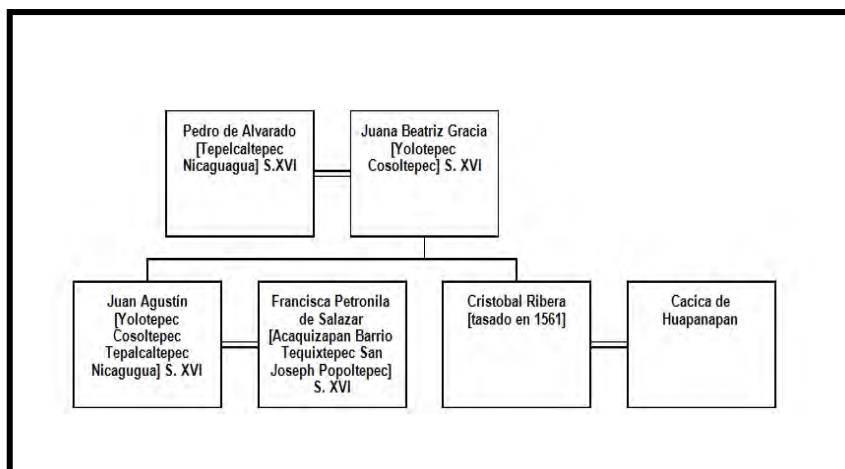 Pedro de Alvarado
[Tepelcaltepec
Nicaguagua] S.XVI
Juana Beatriz Gracia
[Yolotepec
Cosoltepec] S. XVI
Juan Agustín
[Yolotepec
Cosoltepec
Tepalcaltepec
Nicagugua] S. XVI
Francisca Petronila
de Salazar
[Acaquizapan Barrio
Tequixtepec San
Joseph Popoltepec]
S. XVI
Cristobal Ribera
[tasado en 1561]
Cacica de
Huapanapan